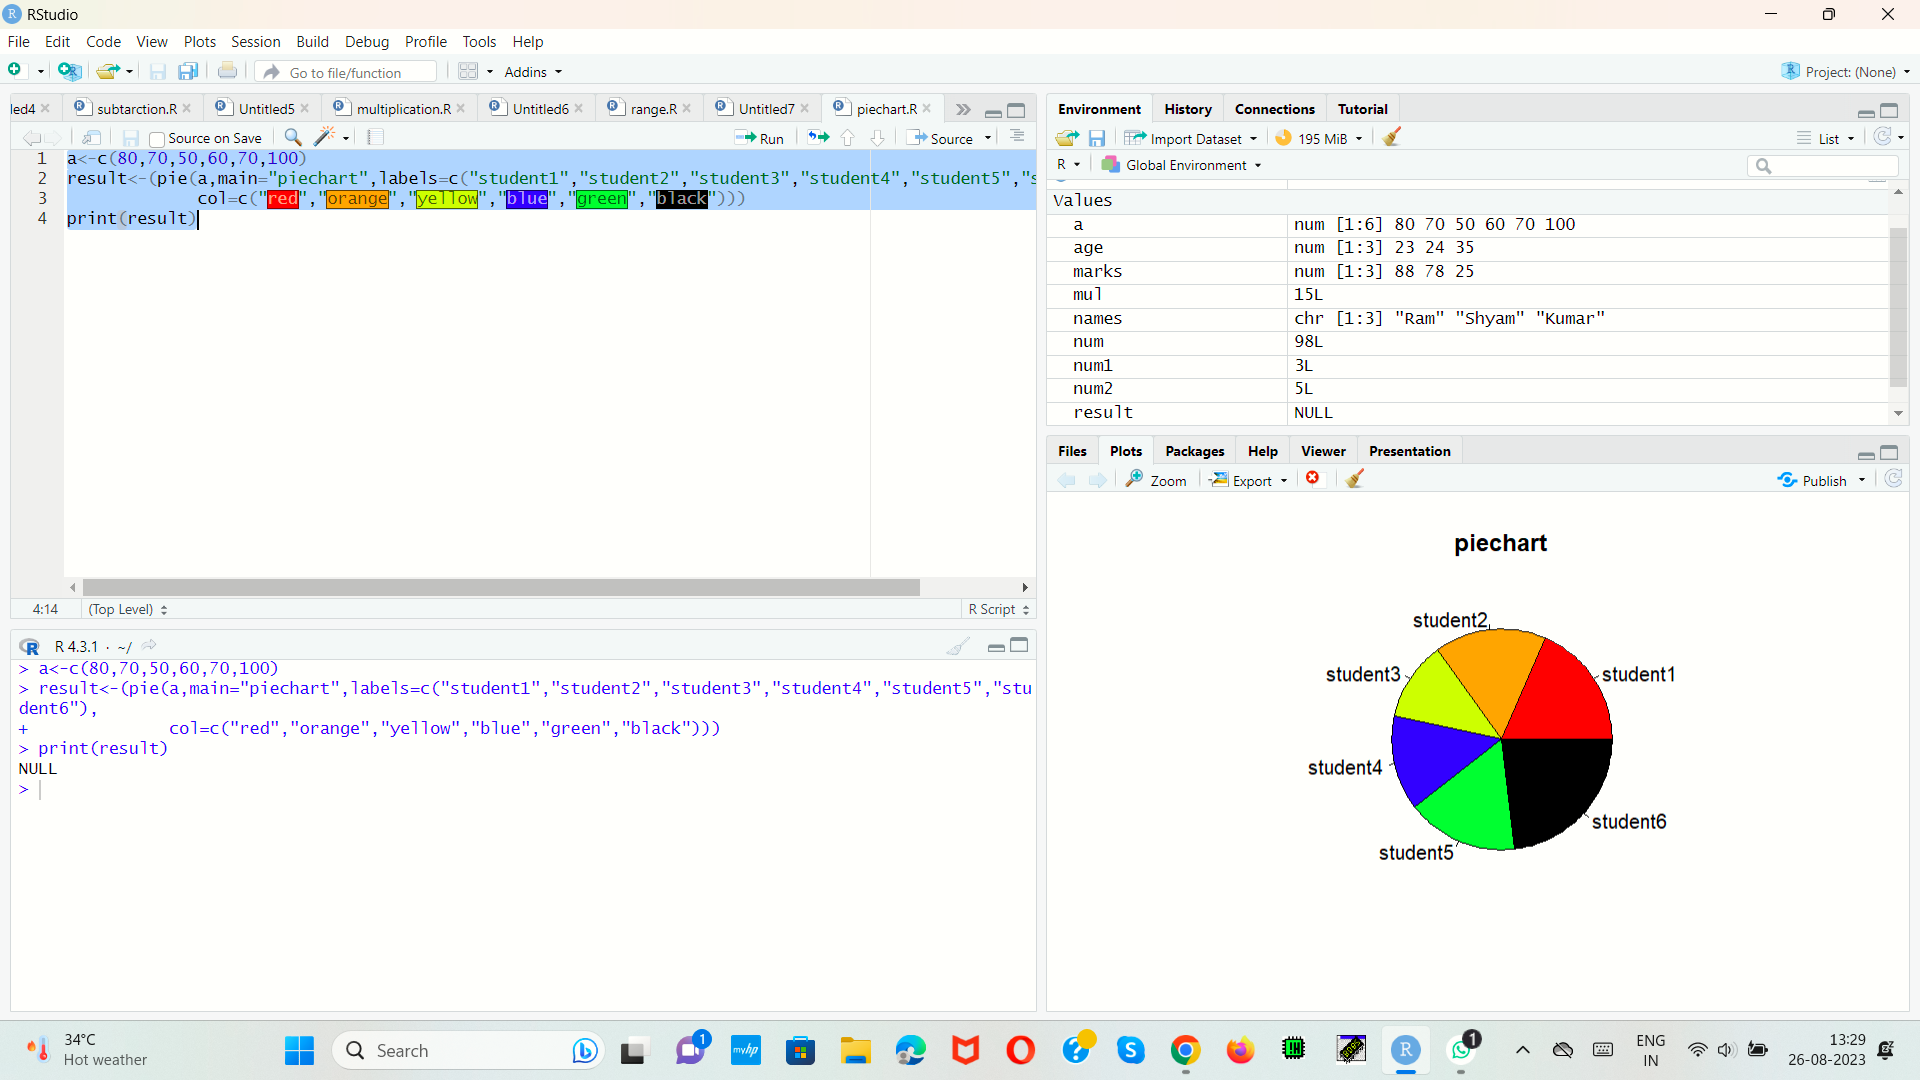 RStudio
File Edit Code View Plots Session Build Debug Profile Tools Help
Go to file/function Addins Project: (None)
led4 subtarction.R Untitled5 multiplication.R Untitled6 range.R Untitled7 piechart.R
Source on Save Run Source
1 a<-c(80,70,50,60,70,100)
2 result<-(pie(a,main="piechart",labels=c("student1","student2","student3","student4","student5","s
3 col=c("red","orange","yellow","blue","green","black")))
4 print(result)
4:14 (Top Level) R Script
R 4.3.1 · ~/
> a<-c(80,70,50,60,70,100)
> result<-(pie(a,main="piechart",labels=c("student1","student2","student3","student4","student5","stu
dent6"),
+ col=c("red","orange","yellow","blue","green","black")))
> print(result)
NULL
>
Environment History Connections Tutorial
Import Dataset 195 MiB List
R Global Environment
Values
a num [1:6] 80 70 50 60 70 100
age num [1:3] 23 24 35
marks num [1:3] 88 78 25
mul 15L
names chr [1:3] "Ram" "Shyam" "Kumar"
num 98L
num1 3L
num2 5L
result NULL
Files Plots Packages Help Viewer Presentation
Zoom Export Publish
piechart
student2
student3 student1
student4
student6
student5
34°C
Hot weather
Search
1
myhp
1
ENG
IN
13:29
26-08-2023